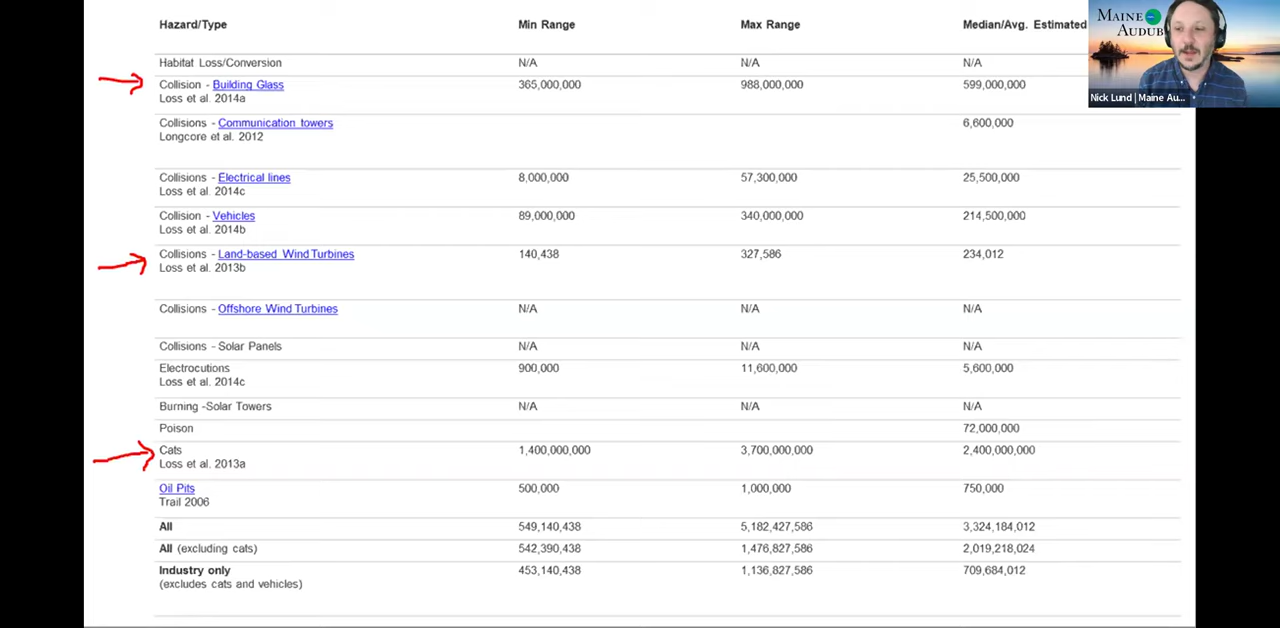 Hazard/Type Min Range Max Range Median/Avg. Estimated
MAINE
AUDUB
Habitat Loss/Conversion N/A N/A N/A
Collision - Building Glass 365,000,000 988,000,000 599,000,000
Loss et al. 2014a
Nick Lund | Maine Au...
Collisions - Communication towers 6,600,000
Longcore et al. 2012
Collisions - Electrical lines 8,000,000 57,300,000 25,500,000
Loss et al. 2014c
Collision - Vehicles 89,000,000 340,000,000 214,500,000
Loss et al. 2014b
Collisions - Land-based Wind Turbines 140,438 327,586 234,012
Loss et al. 2013b
Collisions - Offshore Wind Turbines N/A N/A N/A
Collisions - Solar Panels N/A N/A N/A
Electrocutions 900,000 11,600,000 5,600,000
Loss et al. 2014c
Burning -Solar Towers N/A N/A N/A
Poison 72,000,000
Cats 1,400,000,000 3,700,000,000 2,400,000,000
Loss et al. 2013a
Oil Pits 500,000 1,000,000 750,000
Trail 2006
All 549,140,438 5,182,427,586 3,324,184,012
All (excluding cats) 542,390,438 1,476,827,586 2,019,218,024
Industry only 453,140,438 1,136,827,586 709,684,012
(excludes cats and vehicles)